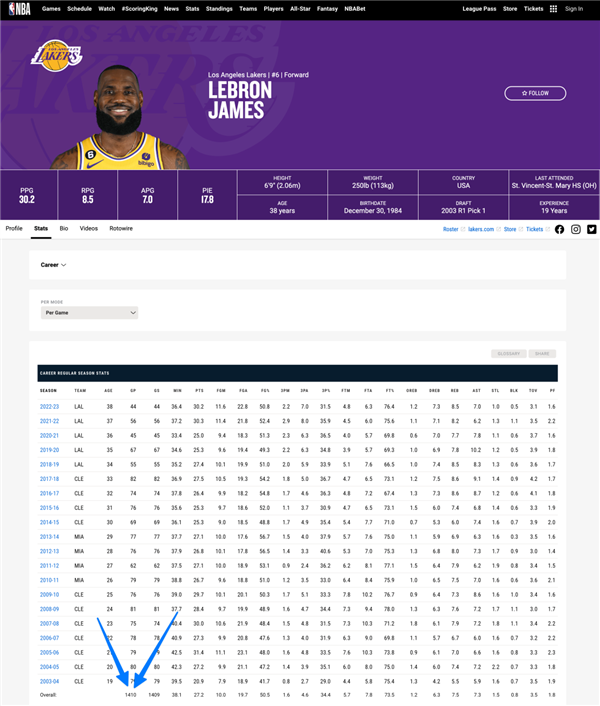 NBA Games Schedule Watch #ScoringKing News Stats Standings Teams Players All-Star Fantasy NBABet League Pass Store Tickets Sign In
LOS ANGELES
LAKERS
Los Angeles Lakers | #6 | Forward
LEBRON
JAMES
☆ FOLLOW
6
bibigo
PPG
30.2
RPG
8.5
APG
7.0
PIE
17.8
HEIGHT
6'9" (2.06m)
WEIGHT
250lb (113kg)
COUNTRY
USA
LAST ATTENDED
St. Vincent-St. Mary HS (OH)
AGE
38 years
BIRTHDATE
December 30, 1984
DRAFT
2003 R1 Pick 1
EXPERIENCE
19 Years
Profile Stats Bio Videos Rotowire Roster lakers.com Store Tickets
Career
PER MODE
Per Game
GLOSSARY SHARE
CAREER REGULAR SEASON STATS
SEASON TEAM AGE GP GS MIN PTS FGM FGA FG% 3PM 3PA 3P% FTM FTA FT% OREB DREB REB AST STL BLK TOV PF
2022-23 LAL 38 44 44 36.4 30.2 11.6 22.8 50.8 2.2 7.0 31.5 4.8 6.3 76.4 1.2 7.3 8.5 7.0 1.0 0.5 3.1 1.6
2021-22 LAL 37 56 56 37.2 30.3 11.4 21.8 52.4 2.9 8.0 35.9 4.5 6.0 75.6 1.1 7.1 8.2 6.2 1.3 1.1 3.5 2.2
2020-21 LAL 36 45 45 33.4 25.0 9.4 18.3 51.3 2.3 6.3 36.5 4.0 5.7 69.8 0.6 7.0 7.7 7.8 1.1 0.6 3.7 1.6
2019-20 LAL 35 67 67 34.6 25.3 9.6 19.4 49.3 2.2 6.3 34.8 3.9 5.7 69.3 1.0 6.9 7.8 10.2 1.2 0.5 3.9 1.8
2018-19 LAL 34 55 55 35.2 27.4 10.1 19.9 51.0 2.0 5.9 33.9 5.1 7.6 66.5 1.0 7.4 8.5 8.3 1.3 0.6 3.6 1.7
2017-18 CLE 33 82 82 36.9 27.5 10.5 19.3 54.2 1.8 5.0 36.7 4.7 6.5 73.1 1.2 7.5 8.6 9.1 1.4 0.9 4.2 1.7
2016-17 CLE 32 74 74 37.8 26.4 9.9 18.2 54.8 1.7 4.6 36.3 4.8 7.2 67.4 1.3 7.3 8.6 8.7 1.2 0.6 4.1 1.8
2015-16 CLE 31 76 76 35.6 25.3 9.7 18.6 52.0 1.1 3.7 30.9 4.7 6.5 73.1 1.5 6.0 7.4 6.8 1.4 0.6 3.3 1.9
2014-15 CLE 30 69 69 36.1 25.3 9.0 18.5 48.8 1.7 4.9 35.4 5.4 7.7 71.0 0.7 5.3 6.0 7.4 1.6 0.7 3.9 2.0
2013-14 MIA 29 77 77 37.7 27.1 10.0 17.6 56.7 1.5 4.0 37.9 5.7 7.6 75.0 1.1 5.9 6.9 6.3 1.6 0.3 3.5 1.6
2012-13 MIA 28 76 76 37.9 26.8 10.1 17.8 56.5 1.4 3.3 40.6 5.3 7.0 75.3 1.3 6.8 8.0 7.3 1.7 0.9 3.0 1.4
2011-12 MIA 27 62 62 37.5 27.1 10.0 18.9 53.1 0.9 2.4 36.2 6.2 8.1 77.1 1.5 6.4 7.9 6.2 1.9 0.8 3.4 1.5
2010-11 MIA 26 79 79 38.8 26.7 9.6 18.8 51.0 1.2 3.5 33.0 6.4 8.4 75.9 1.0 6.5 7.5 7.0 1.6 0.6 3.6 2.1
2009-10 CLE 25 76 76 39.0 29.7 10.1 20.1 50.3 1.7 5.1 33.3 7.8 10.2 76.7 0.9 6.4 7.3 8.6 1.6 1.0 3.4 1.6
2008-09 CLE 24 81 81 37.7 28.4 9.7 19.9 48.9 1.6 4.7 34.4 7.3 9.4 78.0 1.3 6.3 7.6 7.2 1.7 1.1 3.0 1.7
2007-08 CLE 23 75 74 40.4 30.0 10.6 21.9 48.4 1.5 4.8 31.5 7.3 10.3 71.2 1.8 6.1 7.9 7.2 1.8 1.1 3.4 2.2
2006-07 CLE 22 78 78 40.9 27.3 9.9 20.8 47.6 1.3 4.0 31.9 6.3 9.0 69.8 1.1 5.7 6.7 6.0 1.6 0.7 3.2 2.2
2005-06 CLE 21 79 79 42.5 31.4 11.1 23.1 48.0 1.6 4.8 33.5 7.6 10.3 73.8 0.9 6.1 7.0 6.6 1.6 0.8 3.3 2.3
2004-05 CLE 20 80 80 42.3 27.2 9.9 21.1 47.2 1.4 3.9 35.1 6.0 8.0 75.0 1.4 6.0 7.4 7.2 2.2 0.7 3.3 1.8
2003-04 CLE 19 79 39.5 20.9 7.9 18.9 41.7 0.8 2.7 29.0 4.4 5.8 75.4 1.3 4.2 5.5 5.9 1.6 0.7 3.5 1.9
Overall: 1410 1409 38.1 27.2 10.0 19.7 50.5 1.6 4.6 34.4 5.7 7.8 73.5 1.2 6.3 7.5 7.3 1.5 0.8 3.5 1.8